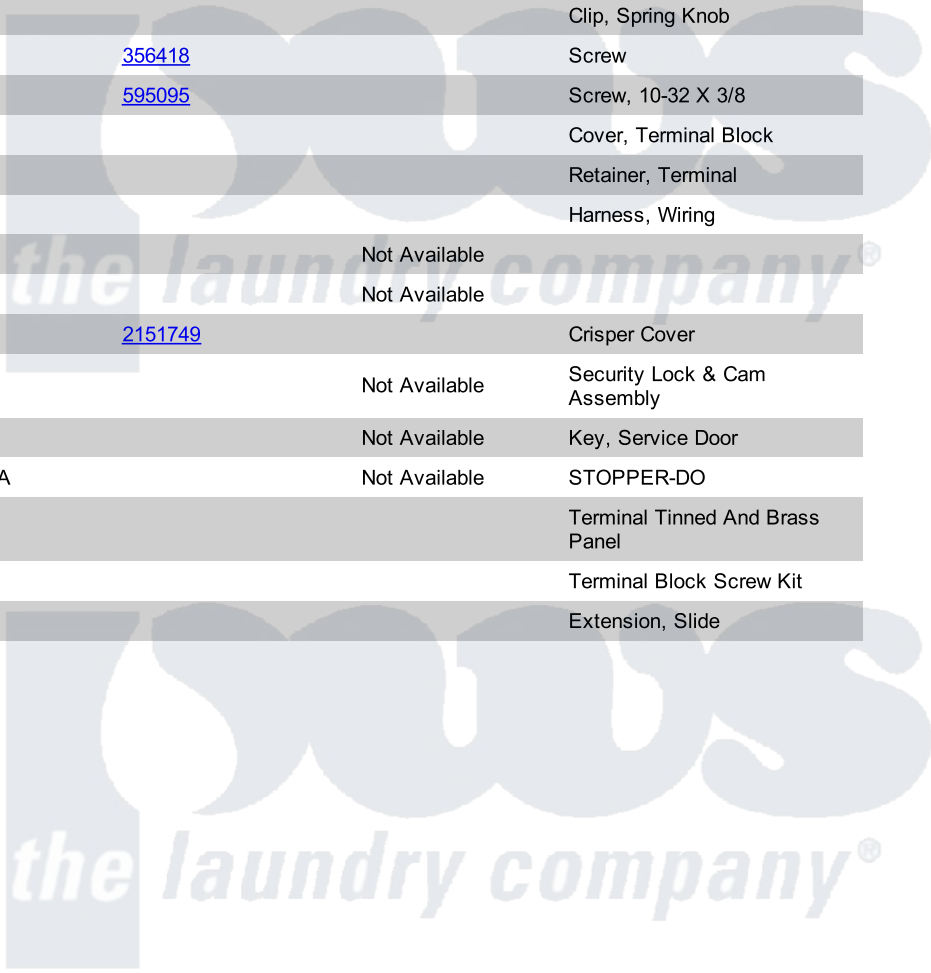 Clip, Spring Knob
356418 Screw
595095 Screw, 10-32 X 3/8
Cover, Terminal Block
Retainer, Terminal
Harness, Wiring
Not Available
Not Available
2151749 Crisper Cover
Not Available Security Lock & Cam
Assembly
Not Available Key, Service Door
A Not Available STOPPER-DO
Terminal Tinned And Brass
Panel
Terminal Block Screw Kit
Extension, Slide
pws
the laundry company®
pws
the laundry company®